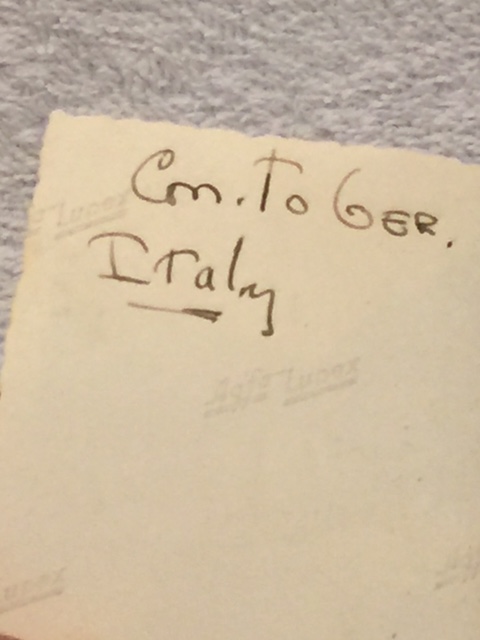 Cm. To GER.
Italy
Agfa Lupex